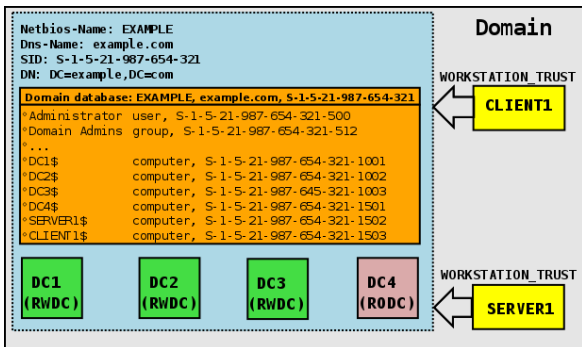 Netbios-Name: EXAMPLE
Dns-Name: example.com
SID: S-1-5-21-987-654-321
DN: DC=example,DC=com
Domain database: EXAMPLE, example.com, S-1-5-21-987-654-321
°Administrator user, S-1-5-21-987-654-321-500
°Domain Admins group, S-1-5-21-987-654-321-512
°...
°DC1$ computer, S-1-5-21-987-654-321-1001
°DC2$ computer, S-1-5-21-987-654-321-1002
°DC3$ computer, S-1-5-21-987-645-321-1003
°DC4$ computer, S-1-5-21-987-654-321-1501
°SERVER1$ computer, S-1-5-21-987-654-321-1502
°CLIENT1$ computer, S-1-5-21-987-654-321-1503
DC1
(RWDC)
DC2
(RWDC)
DC3
(RWDC)
DC4
(RODC)
Domain
WORKSTATION_TRUST
CLIENT1
WORKSTATION_TRUST
SERVER1